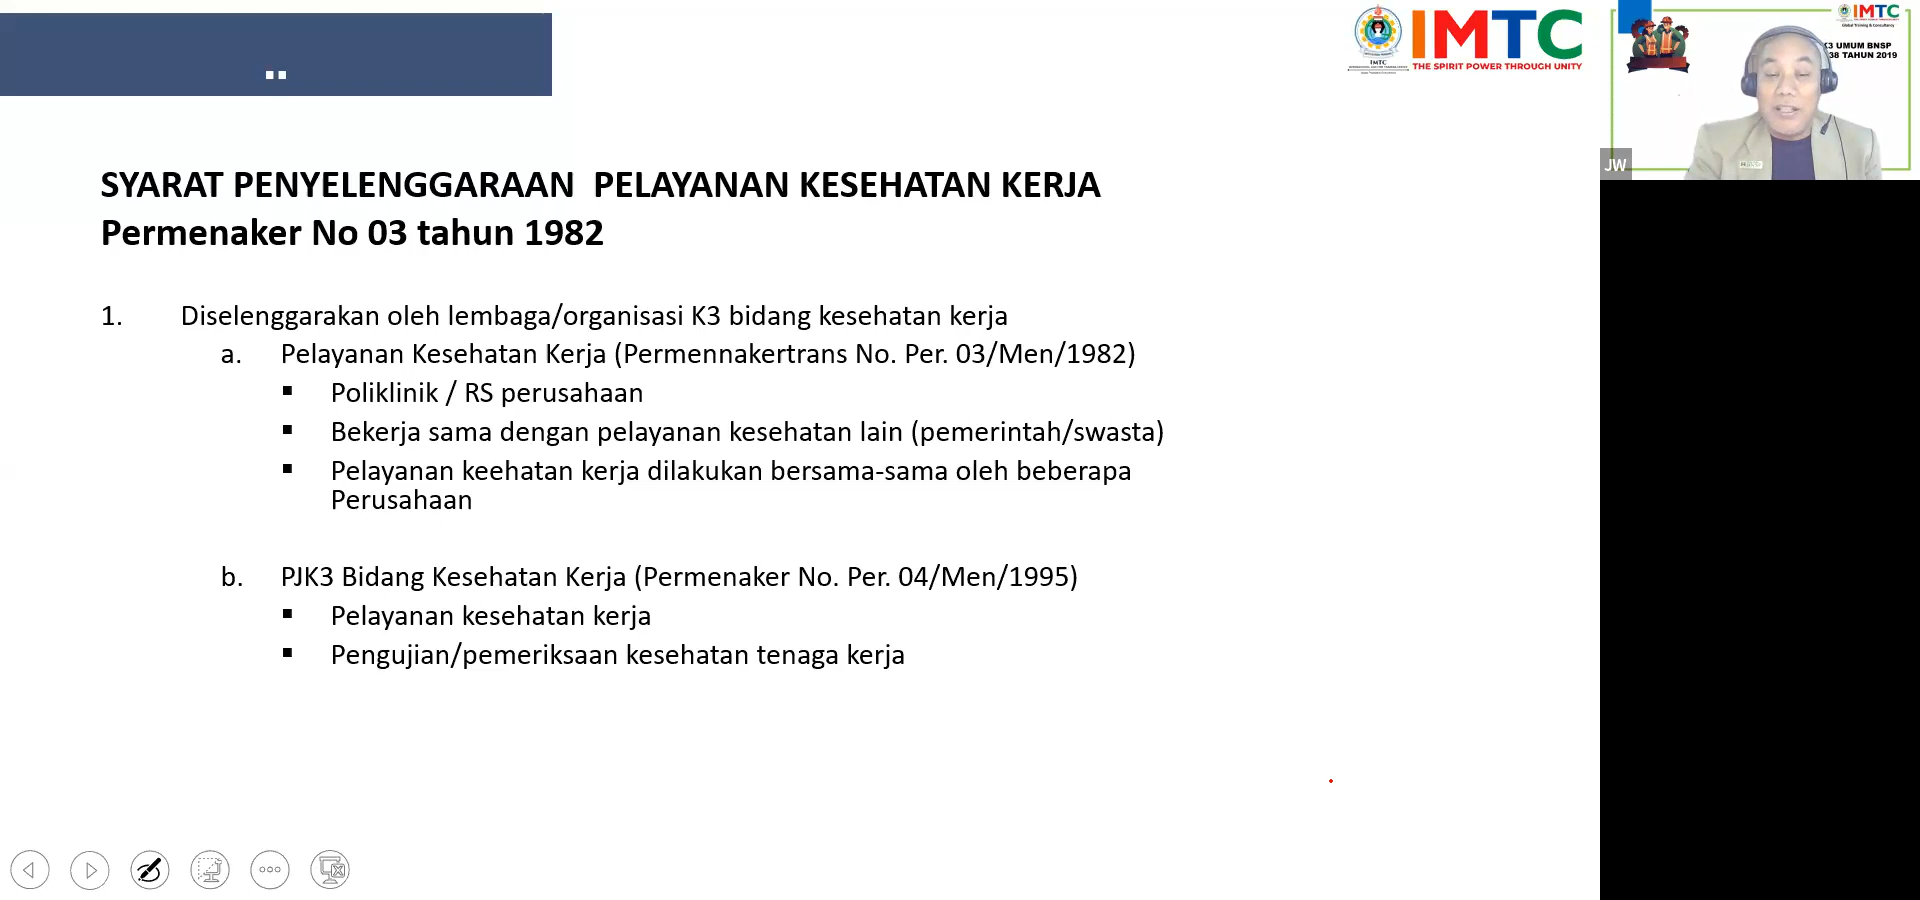 ..
IMTC
IMTC
THE SPIRIT POWER THROUGH UNITY
SYARAT PENYELENGGARAAN  PELAYANAN KESEHATAN KERJA
Permenaker No 03 tahun 1982
1. Diselenggarakan oleh lembaga/organisasi K3 bidang kesehatan kerja
a. Pelayanan Kesehatan Kerja (Permennakertrans No. Per. 03/Men/1982)
▪ Poliklinik / RS perusahaan
▪ Bekerja sama dengan pelayanan kesehatan lain (pemerintah/swasta)
▪ Pelayanan keehatan kerja dilakukan bersama-sama oleh beberapa
Perusahaan
b. PJK3 Bidang Kesehatan Kerja (Permenaker No. Per. 04/Men/1995)
▪ Pelayanan kesehatan kerja
▪ Pengujian/pemeriksaan kesehatan tenaga kerja
IMTC
Global Training & Consultancy
K3 UMUM BNSP
38 TAHUN 2019
JW